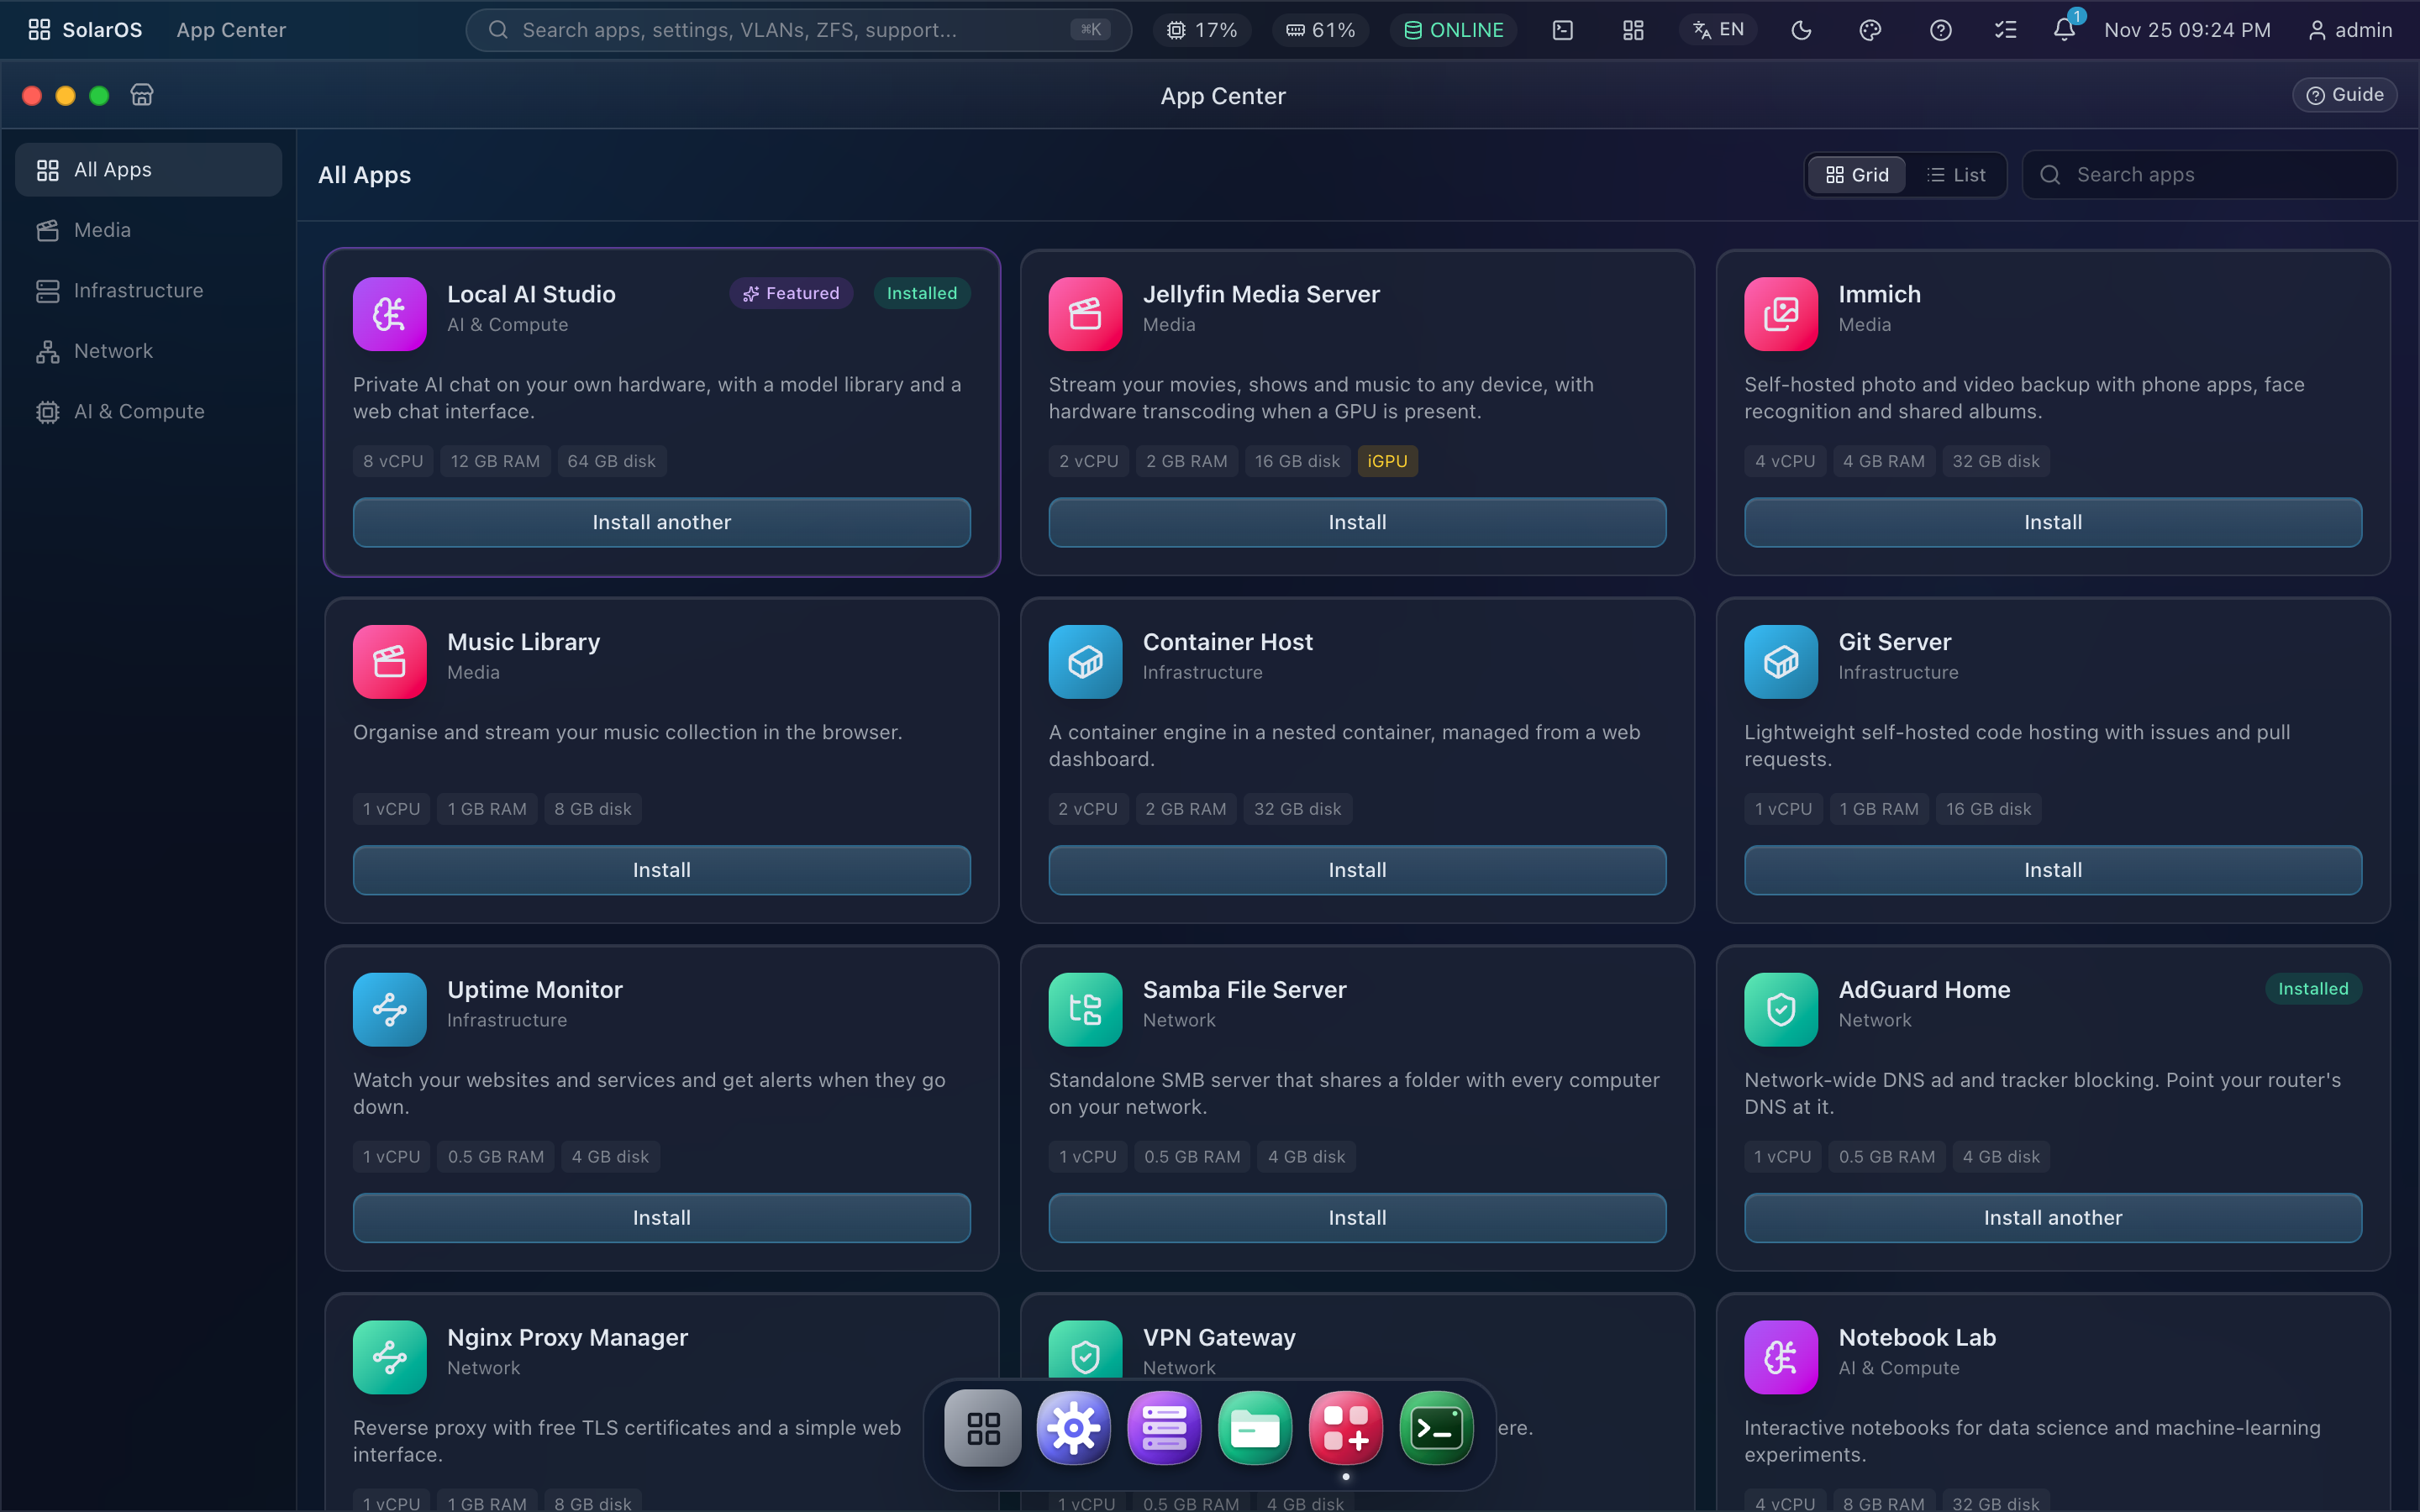 SolarOS App Center Search apps, settings, VLANs, ZFS, support... ⌘K 17% 61% ONLINE EN 1 Nov 25 09:24 PM admin
App Center Guide
All Apps
Media
Infrastructure
Network
AI & Compute
All Apps Grid List Search apps
Local AI Studio Featured Installed
AI & Compute
Private AI chat on your own hardware, with a model library and a
web chat interface.
8 vCPU 12 GB RAM 64 GB disk
Install another
Jellyfin Media Server
Media
Stream your movies, shows and music to any device, with
hardware transcoding when a GPU is present.
2 vCPU 2 GB RAM 16 GB disk iGPU
Install
Immich
Media
Self-hosted photo and video backup with phone apps, face
recognition and shared albums.
4 vCPU 4 GB RAM 32 GB disk
Install
Music Library
Media
Organise and stream your music collection in the browser.
1 vCPU 1 GB RAM 8 GB disk
Install
Container Host
Infrastructure
A container engine in a nested container, managed from a web
dashboard.
2 vCPU 2 GB RAM 32 GB disk
Install
Git Server
Infrastructure
Lightweight self-hosted code hosting with issues and pull
requests.
1 vCPU 1 GB RAM 16 GB disk
Install
Uptime Monitor
Infrastructure
Watch your websites and services and get alerts when they go
down.
1 vCPU 0.5 GB RAM 4 GB disk
Install
Samba File Server
Network
Standalone SMB server that shares a folder with every computer
on your network.
1 vCPU 0.5 GB RAM 4 GB disk
Install
AdGuard Home Installed
Network
Network-wide DNS ad and tracker blocking. Point your router's
DNS at it.
1 vCPU 0.5 GB RAM 4 GB disk
Install another
Nginx Proxy Manager
Network
Reverse proxy with free TLS certificates and a simple web
interface.
1 vCPU 1 GB RAM 8 GB disk
VPN Gateway
Network
ere.
1 vCPU 0.5 GB RAM 4 GB disk
Notebook Lab
AI & Compute
Interactive notebooks for data science and machine-learning
experiments.
4 vCPU 8 GB RAM 32 GB disk